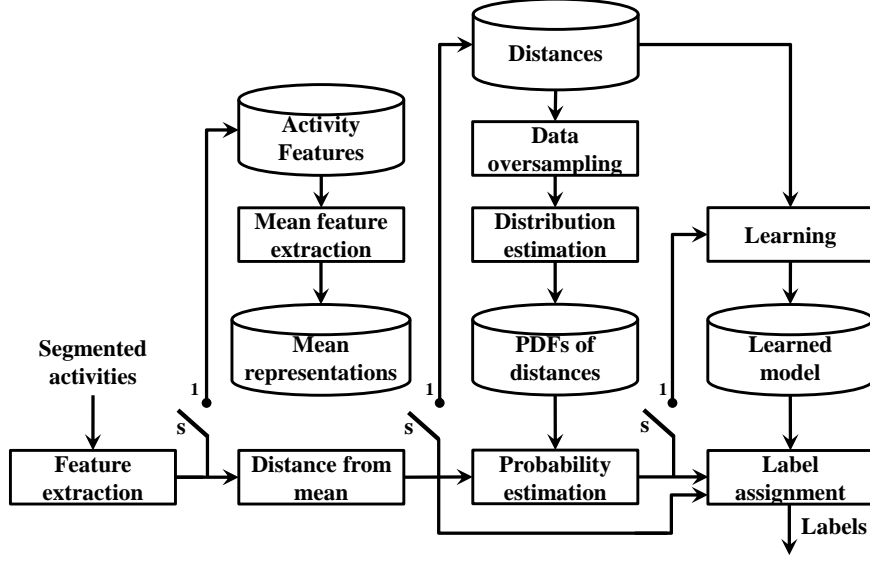 Distances
Activity
Features
Data
oversampling
Mean feature
extraction
Distribution
estimation
Learning
Segmented
activities
Mean
representations
PDFs of
distances
Learned
model
1
s
1
s
1
s
Feature
extraction
Distance from
mean
Probability
estimation
Label
assignment
Labels